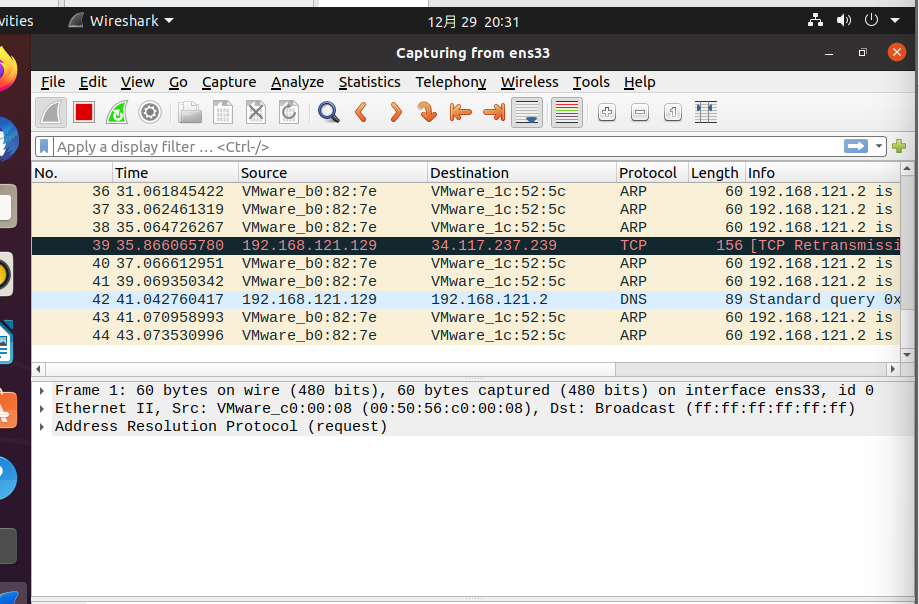 vities Wireshark 12月 29 20:31
Capturing from ens33
File Edit View Go Capture Analyze Statistics Telephony Wireless Tools Help
Apply a display filter … <Ctrl-/>
No. Time Source Destination Protocol Length Info
36 31.061845422 VMware_b0:82:7e VMware_1c:52:5c ARP 60 192.168.121.2 is
37 33.062461319 VMware_b0:82:7e VMware_1c:52:5c ARP 60 192.168.121.2 is
38 35.064726267 VMware_b0:82:7e VMware_1c:52:5c ARP 60 192.168.121.2 is
39 35.866065780 192.168.121.129 34.117.237.239 TCP 156 [TCP Retransmissi
40 37.066612951 VMware_b0:82:7e VMware_1c:52:5c ARP 60 192.168.121.2 is
41 39.069350342 VMware_b0:82:7e VMware_1c:52:5c ARP 60 192.168.121.2 is
42 41.042760417 192.168.121.129 192.168.121.2 DNS 89 Standard query 0x
43 41.070958993 VMware_b0:82:7e VMware_1c:52:5c ARP 60 192.168.121.2 is
44 43.073530996 VMware_b0:82:7e VMware_1c:52:5c ARP 60 192.168.121.2 is
Frame 1: 60 bytes on wire (480 bits), 60 bytes captured (480 bits) on interface ens33, id 0
Ethernet II, Src: VMware_c0:00:08 (00:50:56:c0:00:08), Dst: Broadcast (ff:ff:ff:ff:ff:ff)
Address Resolution Protocol (request)